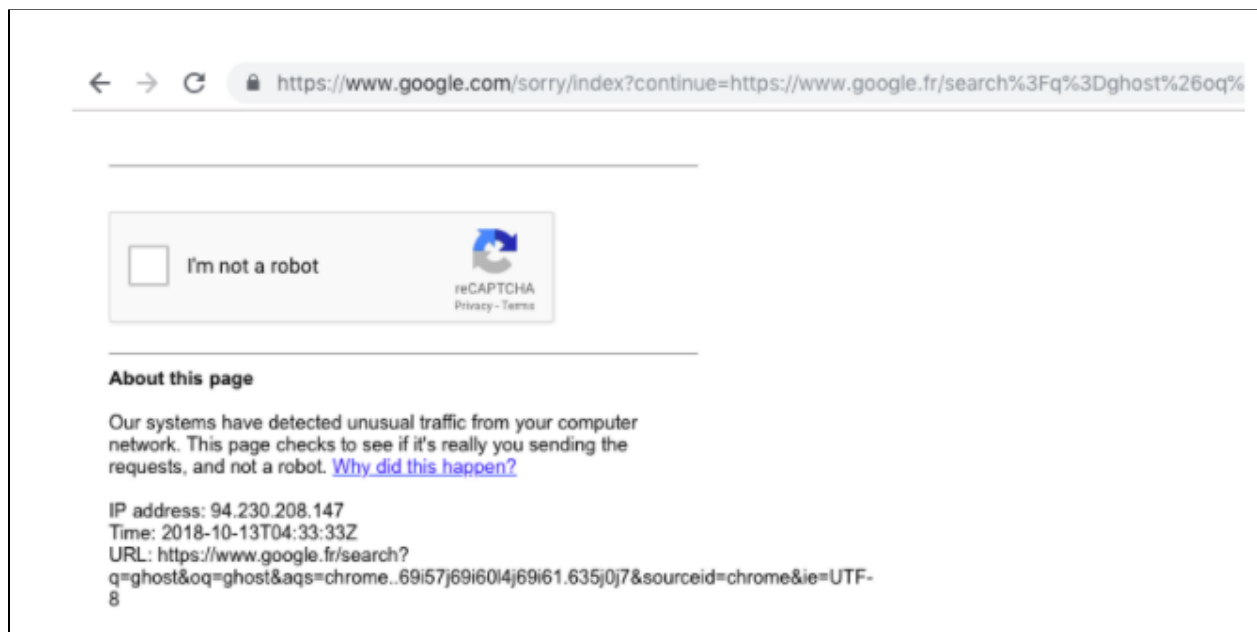 https://www.google.com/sorry/index?continue=https://www.google.fr/search%3Fq%3Dghost%26oq%
I'm not a robot
reCAPTCHA
Privacy - Terms
About this page
Our systems have detected unusual traffic from your computer
network. This page checks to see if it's really you sending the
requests, and not a robot. Why did this happen?
IP address: 94.230.208.147
Time: 2018-10-13T04:33:33Z
URL: https://www.google.fr/search?
q=ghost&oq=ghost&aqs=chrome..69i57j69i60l4j69i61.635j0j7&sourceid=chrome&ie=UTF-
8